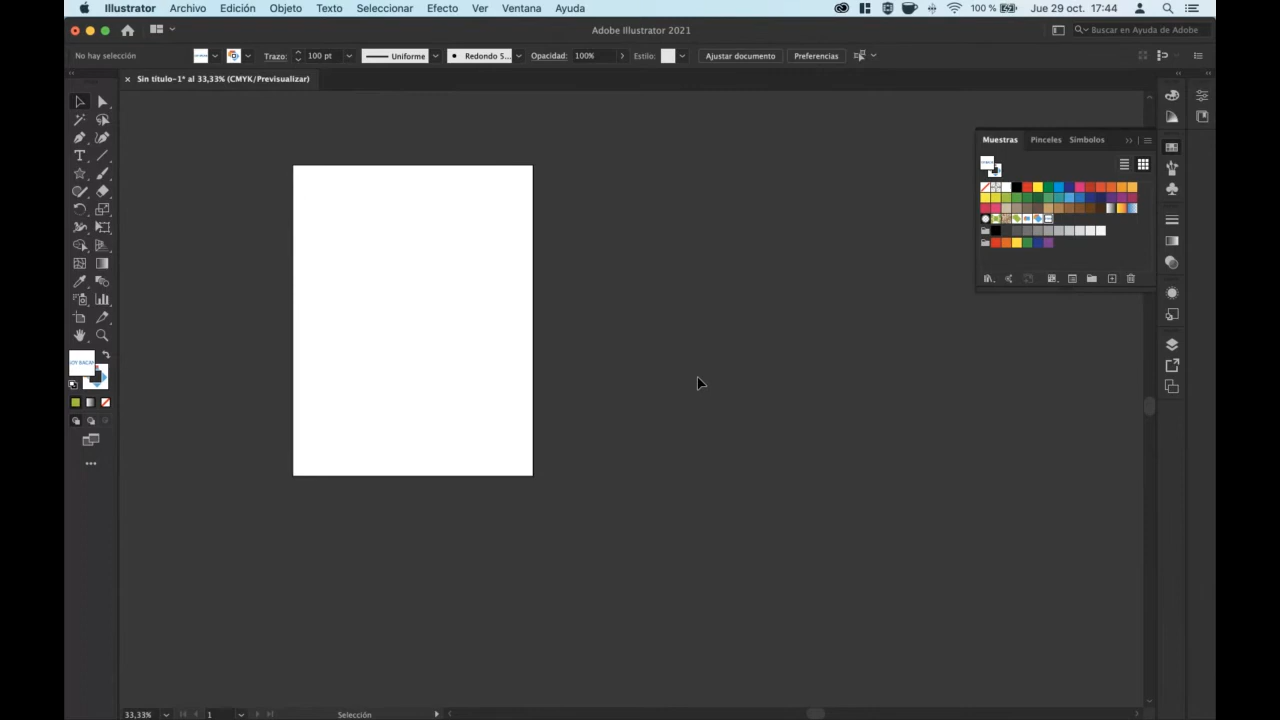 Illustrator Archivo Edición Objeto Texto Seleccionar Efecto Ver Ventana Ayuda 100 % Jue 29 oct. 17:44
Adobe Illustrator 2021 Buscar en Ayuda de Adobe
No hay selección Trazo: 100 pt Uniforme Redondo 5... Opacidad: 100% Estilo: Ajustar documento Preferencias
Sin título-1* al 33,33% (CMYK/Previsualizar)
Muestras Pinceles Símbolos
33,33% 1 Selección